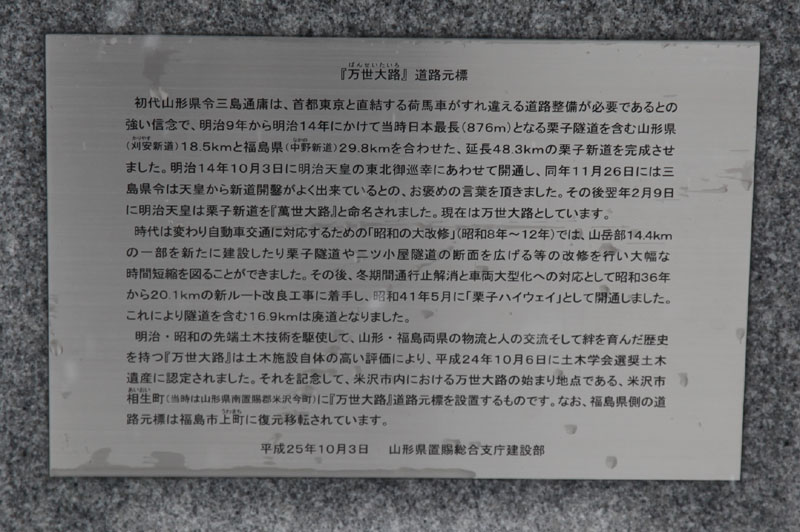 ばんせいたいろ
『万世大路』道路元標
初代山形県令三島通庸は、首都東京と直結する荷馬車がすれ違える道路整備が必要であるとの
強い信念で、明治9年から明治14年にかけて当時日本最長(876m)となる栗子隧道を含む山形県
(刈安新道)18.5kmと福島県(中野新道)29.8kmを合わせた、延長48.3kmの栗子新道を完成させ
ました。明治14年10月3日に明治天皇の東北御巡幸にあわせて開通し、同年11月26日には三
島県令は天皇から新道開鑿がよく出来ているとの、お褒めの言葉を頂きました。その後翌年2月9日
に明治天皇は栗子新道を『萬世大路』と命名されました。現在は万世大路としています。
時代は変わり自動車交通に対応するための「昭和の大改修」(昭和8年～12年)では、山岳部14.4km
の一部を新たに建設したり栗子隧道や二ツ小屋隧道の断面を広げる等の改修を行い大幅な
時間短縮を図ることができました。その後、冬期間通行止解消と車両大型化への対応として昭和36年
から20.1kmの新ルート改良工事に着手し、昭和41年5月に「栗子ハイウェイ」として開通しました。
これにより隧道を含む16.9kmは廃道となりました。
明治・昭和の先端土木技術を駆使して、山形・福島両県の物流と人の交流そして絆を育んだ歴史
を持つ『万世大路』は土木施設自体の高い評価により、平成24年10月6日に土木学会選奨土木
遺産に認定されました。それを記念して、米沢市内における万世大路の始まり地点である、米沢市
相生町(当時は山形県南置賜郡米沢今町)に『万世大路』道路元標を設置するものです。なお、福島県側の道
路元標は福島市上町に復元移転されています。
平成25年10月3日　山形県置賜総合支庁建設部